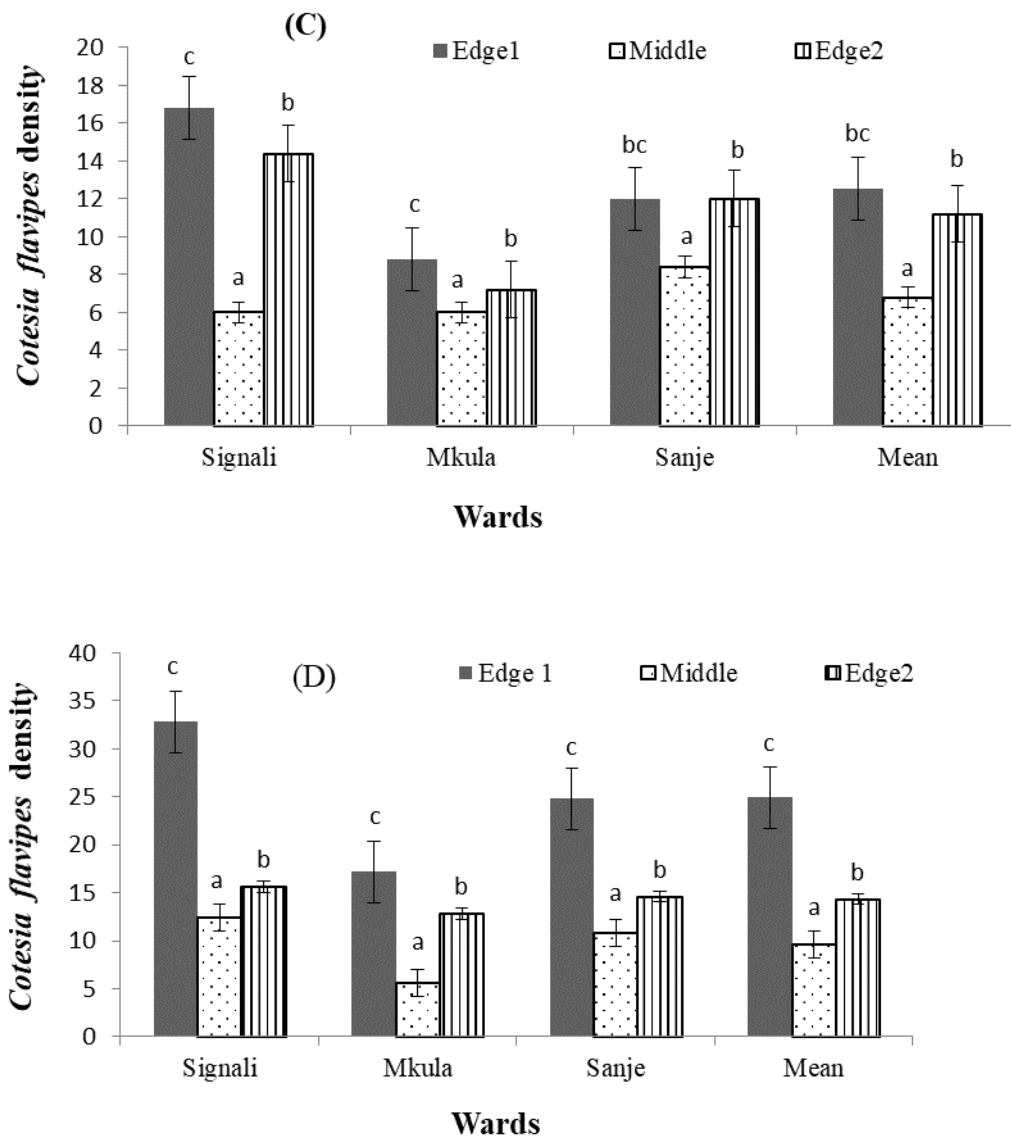 (C)
Edge1 Middle Edge2
20
18
16
14
12
10
8
6
4
2
0
c a b
c a b
bc a b
bc a b
Cotesia flavipes density
Signali Mkula Sanje Mean
Wards
(D)
Edge 1 Middle Edge2
40
35
30
25
20
15
10
5
0
c a b
c a b
c a b
c a b
Cotesia flavipes density
Signali Mkula Sanje Mean
Wards